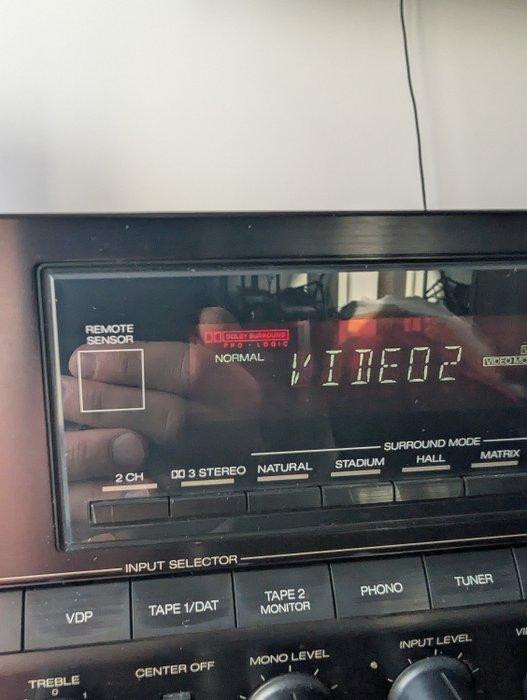 REMOTE
SENSOR
DOLBY SURROUND
PRO • LOGIC
NORMAL
VIDEO2
SURROUND MODE
2 CH
3 STEREO
NATURAL
STADIUM
HALL
MATRIX
INPUT SELECTOR
VDP
TAPE 1/DAT
TAPE 2
MONITOR
PHONO
TUNER
TREBLE
0
CENTER OFF
MONO LEVEL
INPUT LEVEL